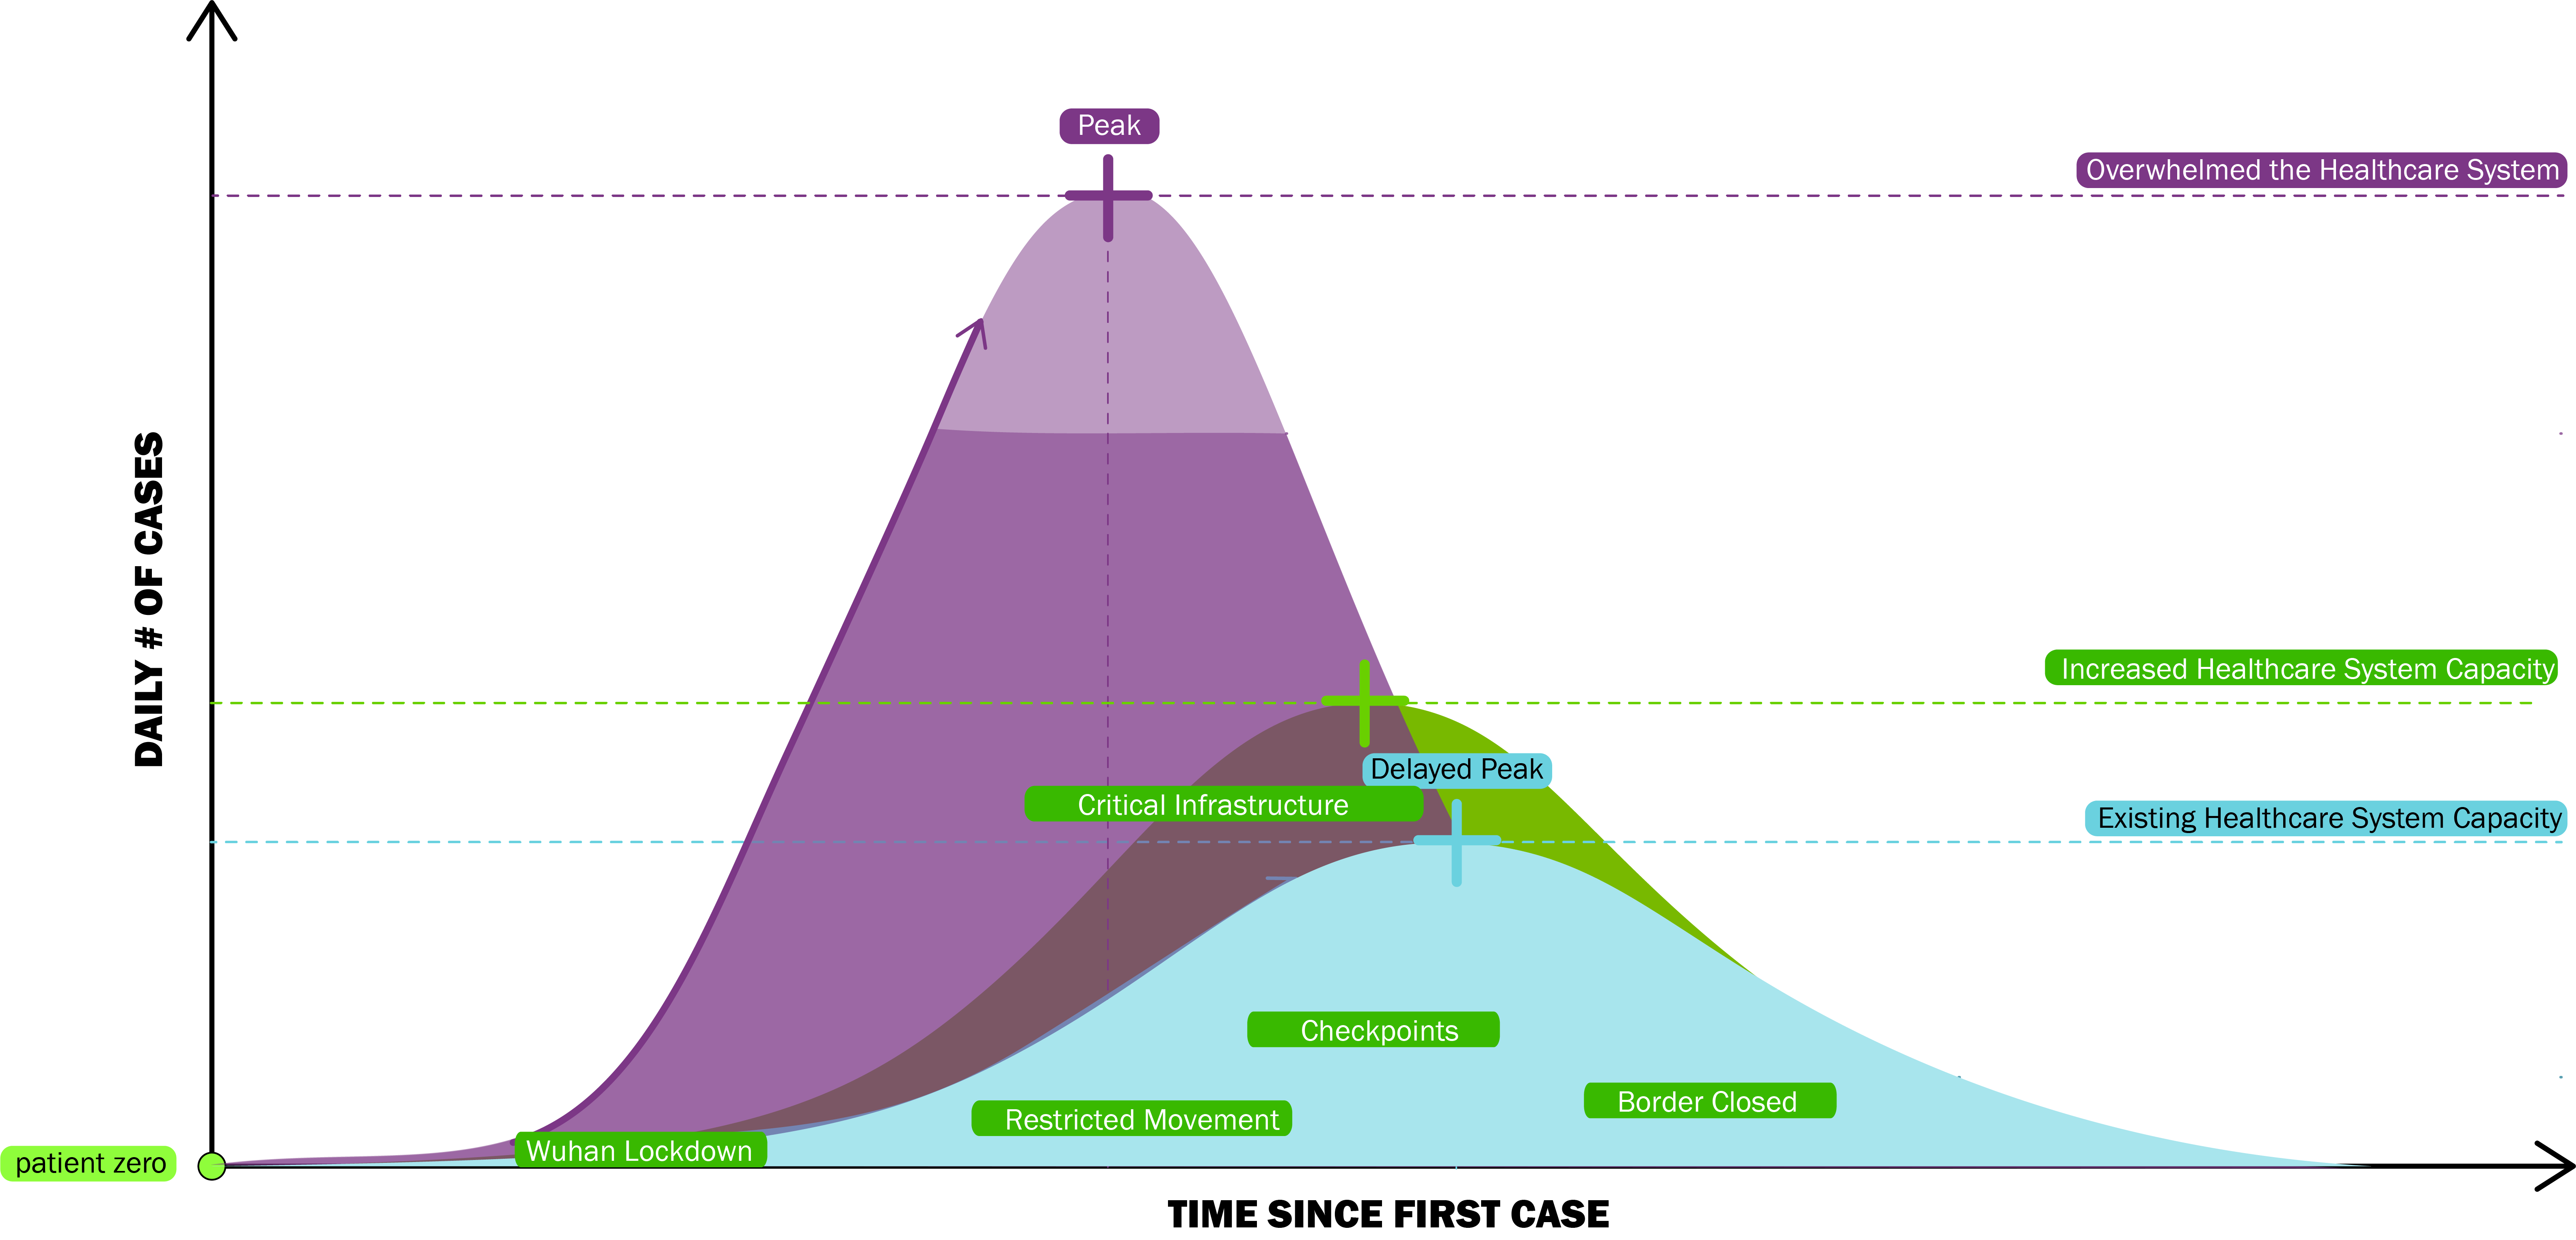 Peak
Overwhelmed the Healthcare System
DAILY # OF CASES
Increased Healthcare System Capacity
Delayed Peak
Critical Infrastructure
Existing Healthcare System Capacity
Checkpoints
Border Closed
Restricted Movement
Wuhan Lockdown
patient zero
TIME SINCE FIRST CASE